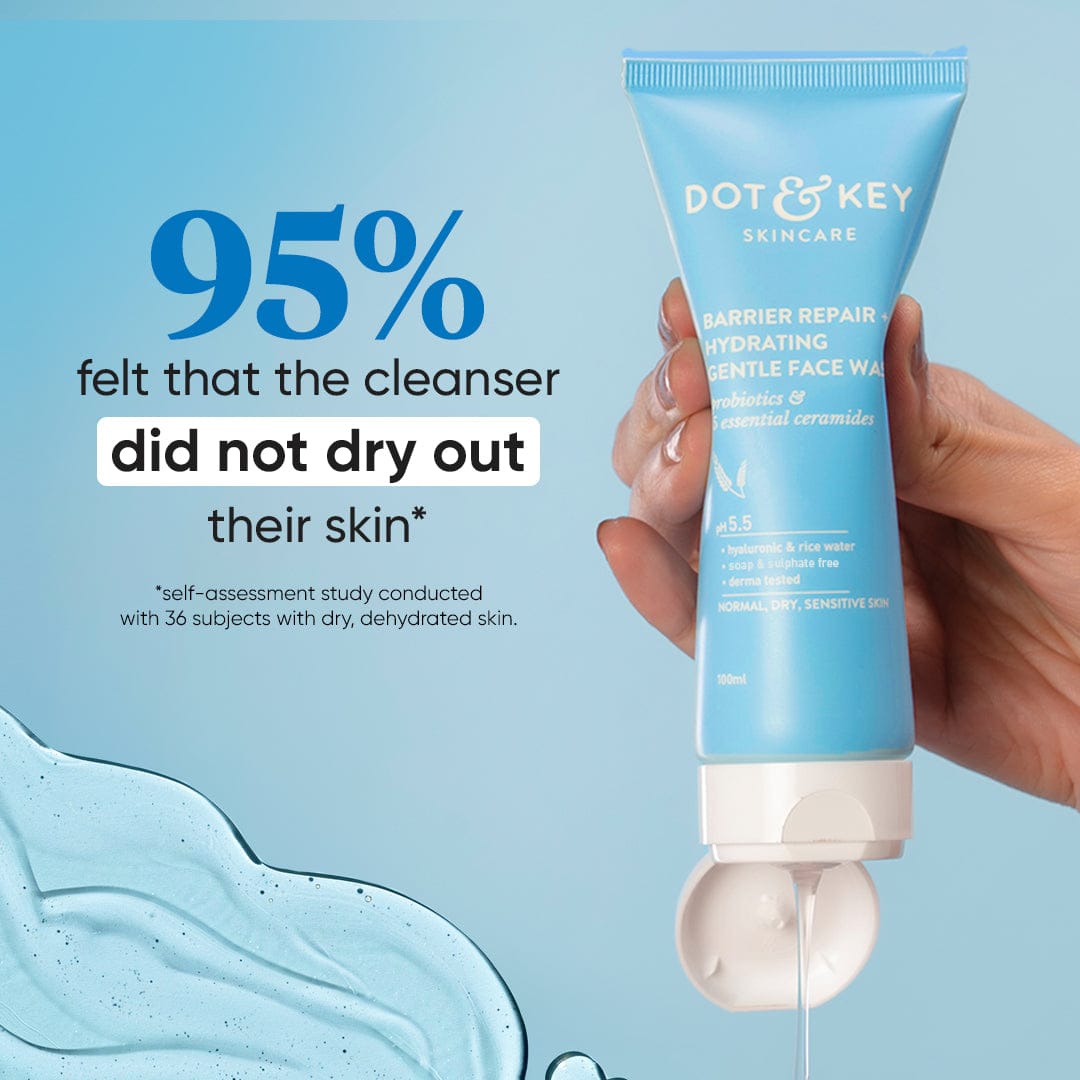 95%
felt that the cleanser
did not dry out
their skin*
*self-assessment study conducted
with 36 subjects with dry, dehydrated skin.
DOT & KEY
SKINCARE
BARRIER REPAIR +
HYDRATING
GENTLE FACE
probiotics &
5 essential ceramides
pH 5.5
• hyaluronic & rice water
• soap & sulphate free
• derma tested
NORMAL, DRY, SENSITIVE SKIN
100ml